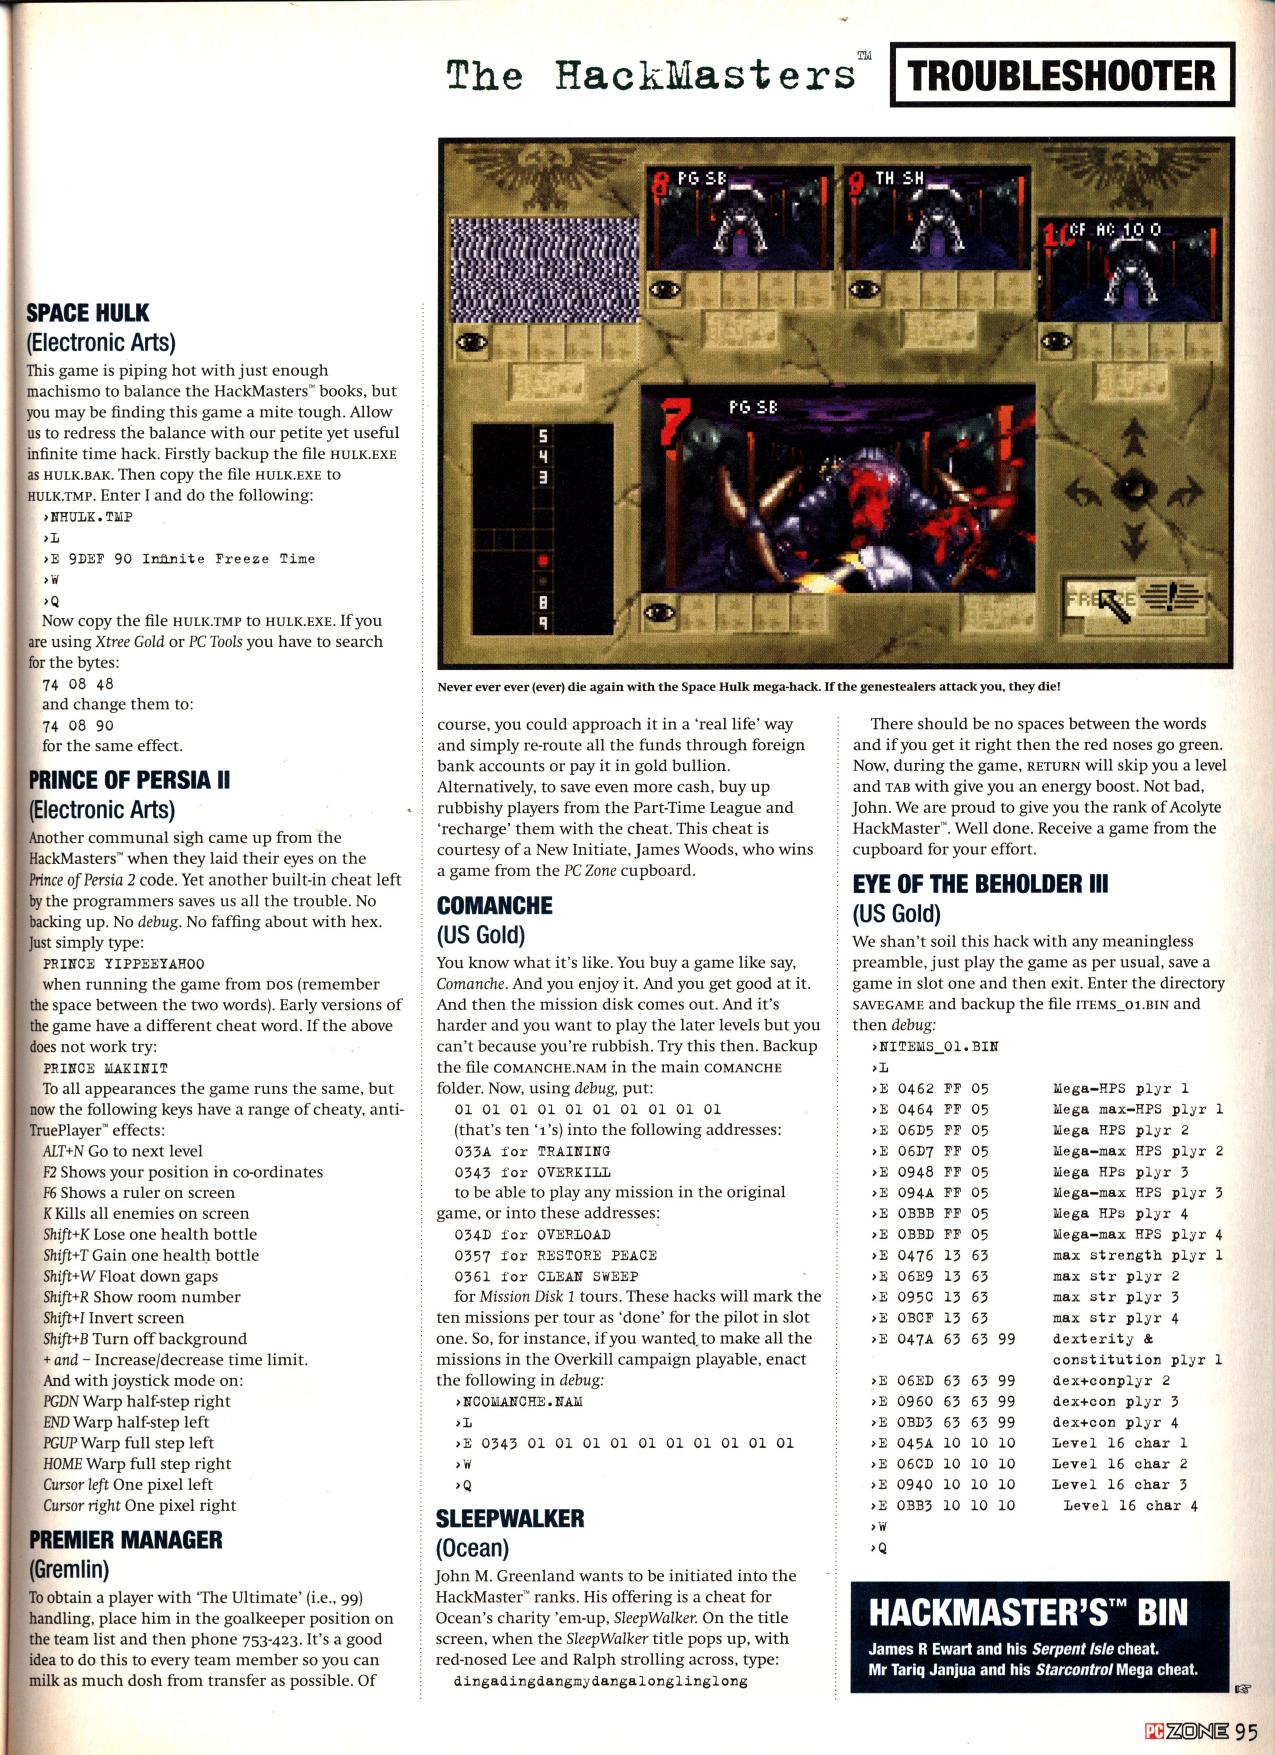 The HackMasters™
TROUBLESHOOTER
SPACE HULK
(Electronic Arts)
This game is piping hot with just enough
machismo to balance the HackMasters™ books, but
you may be finding this game a mite tough. Allow
us to redress the balance with our petite yet useful
infinite time hack. Firstly backup the file HULK.EXE
as HULK.BAK. Then copy the file HULK.EXE to
HULK.TMP. Enter I and do the following:
>NHULK.TMP
>L
>E 9DEF 90 Infinite Freeze Time
>W
>Q
Now copy the file HULK.TMP to HULK.EXE. If you
are using Xtree Gold or PC Tools you have to search
for the bytes:
74 08 48
and change them to:
74 08 90
for the same effect.
PRINCE OF PERSIA II
(Electronic Arts)
Another communal sigh came up from the
HackMasters™ when they laid their eyes on the
Prince of Persia 2 code. Yet another built-in cheat left
by the programmers saves us all the trouble. No
backing up. No debug. No faffing about with hex.
Just simply type:
PRINCE YIPPEEYAHOO
when running the game from DOS (remember
the space between the two words). Early versions of
the game have a different cheat word. If the above
does not work try:
PRINCE MAKINIT
To all appearances the game runs the same, but
now the following keys have a range of cheaty, anti-
TruePlayer™ effects:
ALT+N Go to next level
F2 Shows your position in co-ordinates
F6 Shows a ruler on screen
K Kills all enemies on screen
Shift+K Lose one health bottle
Shift+T Gain one health bottle
Shift+W Float down gaps
Shift+R Show room number
Shift+I Invert screen
Shift+B Turn off background
+ and – Increase/decrease time limit.
And with joystick mode on:
PGDN Warp half-step right
END Warp half-step left
PGUP Warp full step left
HOME Warp full step right
Cursor left One pixel left
Cursor right One pixel right
PREMIER MANAGER
(Gremlin)
To obtain a player with ‘The Ultimate’ (i.e., 99)
handling, place him in the goalkeeper position on
the team list and then phone 753-423. It's a good
idea to do this to every team member so you can
milk as much dosh from transfer as possible. Of
8 PG SB
9 TH SH
10 CF AC 10 0
7 PG SB
5
4
3
8
9
FREEZE
Never ever ever (ever) die again with the Space Hulk mega-hack. If the genestealers attack you, they die!
course, you could approach it in a ‘real life’ way
and simply re-route all the funds through foreign
bank accounts or pay it in gold bullion.
Alternatively, to save even more cash, buy up
rubbishy players from the Part-Time League and
‘recharge’ them with the cheat. This cheat is
courtesy of a New Initiate, James Woods, who wins
a game from the PC Zone cupboard.
COMANCHE
(US Gold)
You know what it's like. You buy a game like say,
Comanche. And you enjoy it. And you get good at it.
And then the mission disk comes out. And it's
harder and you want to play the later levels but you
can't because you're rubbish. Try this then. Backup
the file COMANCHE.NAM in the main COMANCHE
folder. Now, using debug, put:
01 01 01 01 01 01 01 01 01 01
(that's ten ‘1’s) into the following addresses:
033A for TRAINING
0343 for OVERKILL
to be able to play any mission in the original
game, or into these addresses:
034D for OVERLOAD
0357 for RESTORE PEACE
0361 for CLEAN SWEEP
for Mission Disk 1 tours. These hacks will mark the
ten missions per tour as ‘done’ for the pilot in slot
one. So, for instance, if you wanted to make all the
missions in the Overkill campaign playable, enact
the following in debug:
>NCOMANCHE.NAM
>L
>E 0343 01 01 01 01 01 01 01 01 01 01
>W
>Q
SLEEPWALKER
(Ocean)
John M. Greenland wants to be initiated into the
HackMaster™ ranks. His offering is a cheat for
Ocean's charity ’em-up, SleepWalker. On the title
screen, when the SleepWalker title pops up, with
red-nosed Lee and Ralph strolling across, type:
dingadingdangmydangalonglinglong
There should be no spaces between the words
and if you get it right then the red noses go green.
Now, during the game, RETURN will skip you a level
and TAB with give you an energy boost. Not bad,
John. We are proud to give you the rank of Acolyte
HackMaster™. Well done. Receive a game from the
cupboard for your effort.
EYE OF THE BEHOLDER III
(US Gold)
We shan't soil this hack with any meaningless
preamble, just play the game as per usual, save a
game in slot one and then exit. Enter the directory
SAVEGAME and backup the file ITEMS_01.BIN and
then debug:
>NITEMS_01.BIN
>L
>E 0462 FF 05 Mega-HPS plyr 1
>E 0464 FF 05 Mega max-HPS plyr 1
>E 06D5 FF 05 Mega HPS plyr 2
>E 06D7 FF 05 Mega-max HPS plyr 2
>E 0948 FF 05 Mega HPs plyr 3
>E 094A FF 05 Mega-max HPS plyr 3
>E 0BBB FF 05 Mega HPs plyr 4
>E 0BBD FF 05 Mega-max HPS plyr 4
>E 0476 13 63 max strength plyr 1
>E 06E9 13 63 max str plyr 2
>E 095C 13 63 max str plyr 3
>E 0BCF 13 63 max str plyr 4
>E 047A 63 63 99 dexterity &
constitution plyr 1
>E 06ED 63 63 99 dex+conplyr 2
>E 0960 63 63 99 dex+con plyr 3
>E 0BD3 63 63 99 dex+con plyr 4
>E 045A 10 10 10 Level 16 char 1
>E 06CD 10 10 10 Level 16 char 2
>E 0940 10 10 10 Level 16 char 3
>E 0BB3 10 10 10 Level 16 char 4
>W
>Q
HACKMASTER'S™ BIN
James R Ewart and his Serpent Isle cheat.
Mr Tariq Janjua and his Starcontrol Mega cheat.
PC ZONE 95